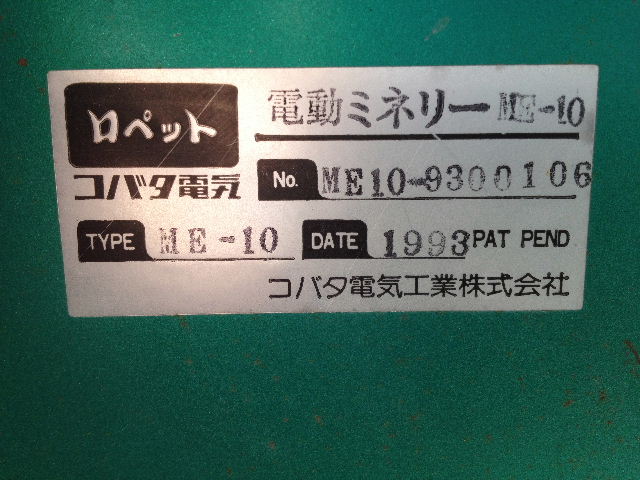 ロペット
電動ミネリー ME-10
コバタ電気
No. ME10-9300106
TYPE ME-10 DATE 1993 PAT PEND
コバタ電気工業株式会社